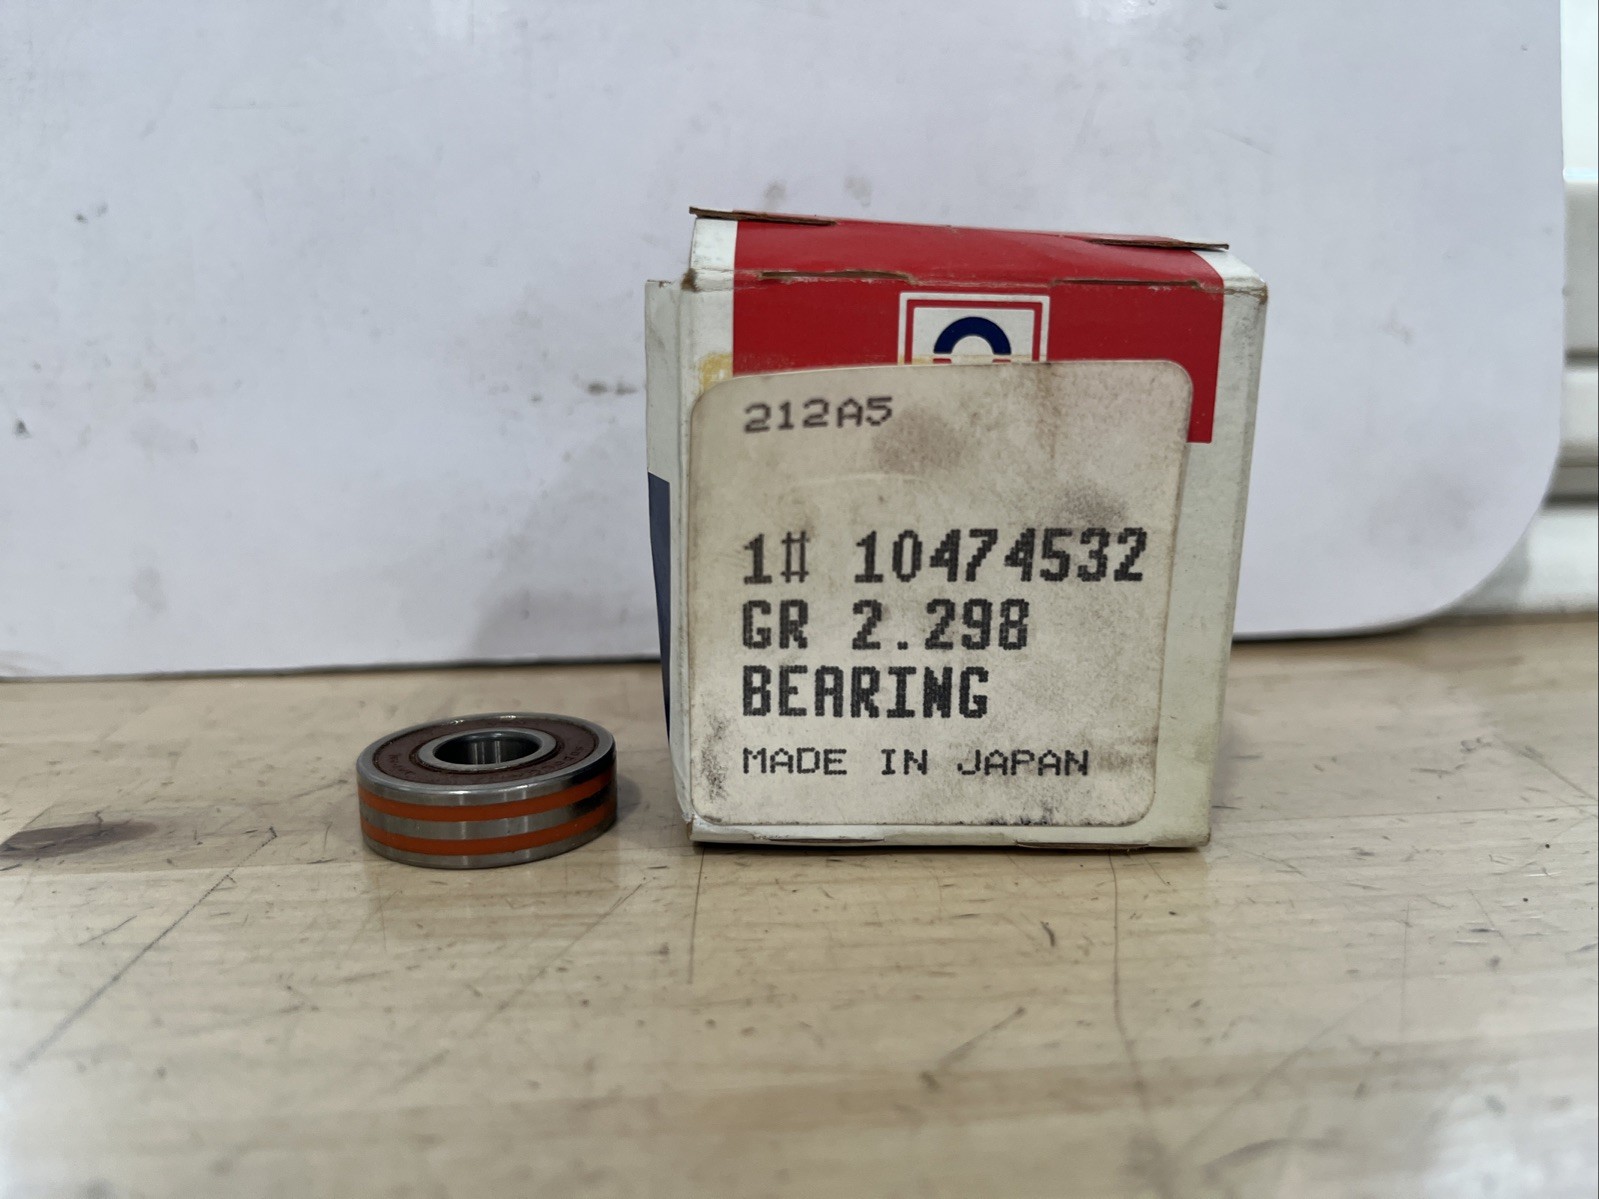 212A5
1# 10474532
GR 2.298
BEARING
MADE IN JAPAN